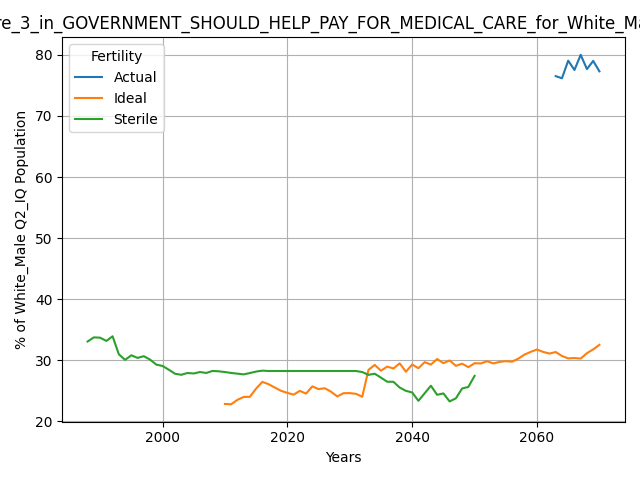 re_3_in_GOVERNMENT_SHOULD_HELP_PAY_FOR_MEDICAL_CARE_for_White_Ma
Fertility
Actual
Ideal
Sterile
% of White_Male Q2_IQ Population
80
70
60
50
40
30
20
2000
2020
2040
2060
Years